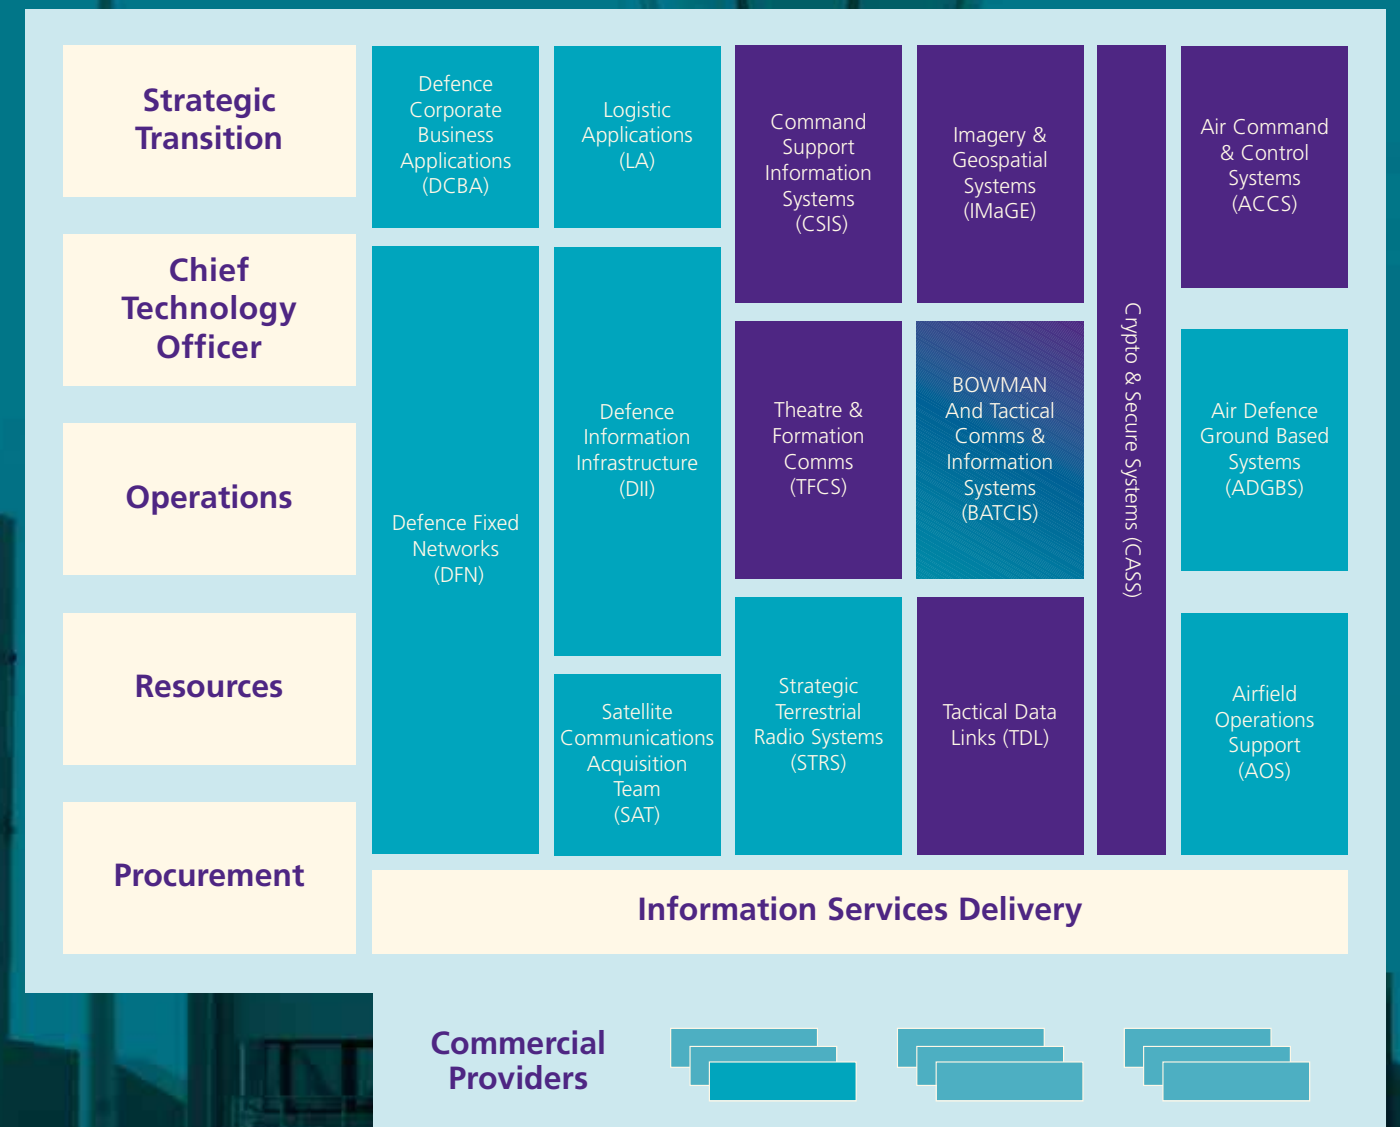 Strategic
Transition
Chief
Technology
Officer
Operations
Resources
Procurement
Defence
Corporate
Business
Applications
(DCBA)
Defence Fixed
Networks
(DFN)
Logistic
Applications
(LA)
Defence
Information
Infrastructure
(DII)
Satellite
Communications
Acquisition
Team
(SAT)
Command
Support
Information
Systems
(CSIS)
Theatre &
Formation
Comms
(TFCS)
Strategic
Terrestrial
Radio Systems
(STRS)
Imagery &
Geospatial
Systems
(IMaGE)
BOWMAN
And Tactical
Comms &
Information
Systems
(BATCIS)
Tactical Data
Links (TDL)
Crypto & Secure Systems (CASS)
Air Command
& Control
Systems
(ACCS)
Air Defence
Ground Based
Systems
(ADGBS)
Airfield
Operations
Support
(AOS)
Information Services Delivery
Commercial
Providers